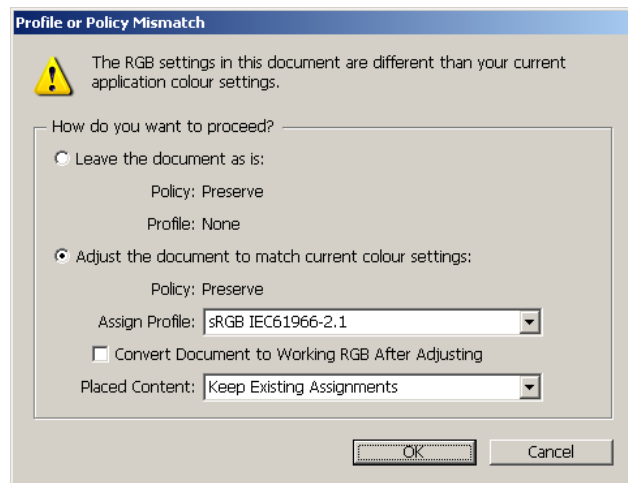 Profile or Policy Mismatch
The RGB settings in this document are different than your current
application colour settings.
How do you want to proceed?
Leave the document as is:
Policy: Preserve
Profile: None
Adjust the document to match current colour settings:
Policy: Preserve
Assign Profile: sRGB IEC61966-2.1
Convert Document to Working RGB After Adjusting
Placed Content: Keep Existing Assignments
OK Cancel